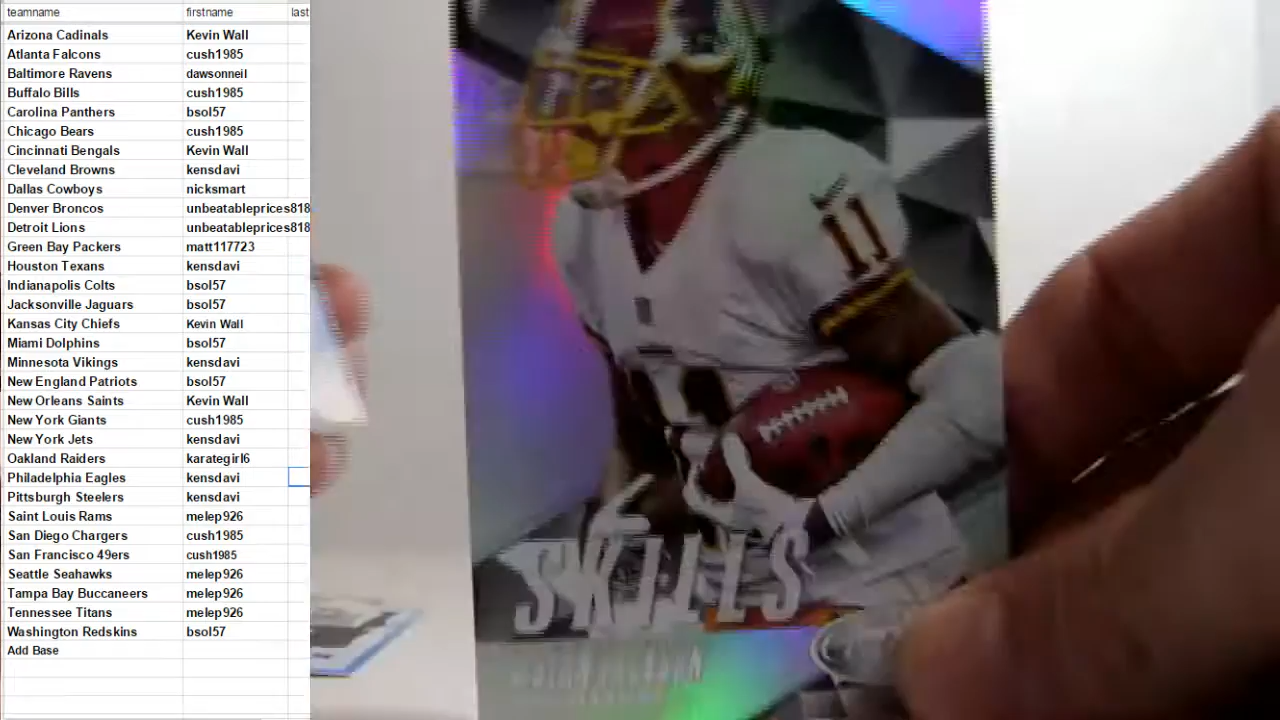 teamname firstname last
Arizona Cadinals Kevin Wall
Atlanta Falcons cush1985
Baltimore Ravens dawsonneil
Buffalo Bills cush1985
Carolina Panthers bsol57
Chicago Bears cush1985
Cincinnati Bengals Kevin Wall
Cleveland Browns kensdavi
Dallas Cowboys nicksmart
Denver Broncos unbeatableprices818
Detroit Lions unbeatableprices818
Green Bay Packers matt117723
Houston Texans kensdavi
Indianapolis Colts bsol57
Jacksonville Jaguars bsol57
Kansas City Chiefs Kevin Wall
Miami Dolphins bsol57
Minnesota Vikings kensdavi
New England Patriots bsol57
New Orleans Saints Kevin Wall
New York Giants cush1985
New York Jets kensdavi
Oakland Raiders karategirl6
Philadelphia Eagles kensdavi
Pittsburgh Steelers kensdavi
Saint Louis Rams melep926
San Diego Chargers cush1985
San Francisco 49ers cush1985
Seattle Seahawks melep926
Tampa Bay Buccaneers melep926
Tennessee Titans melep926
Washington Redskins bsol57
Add Base
11
SKILLS